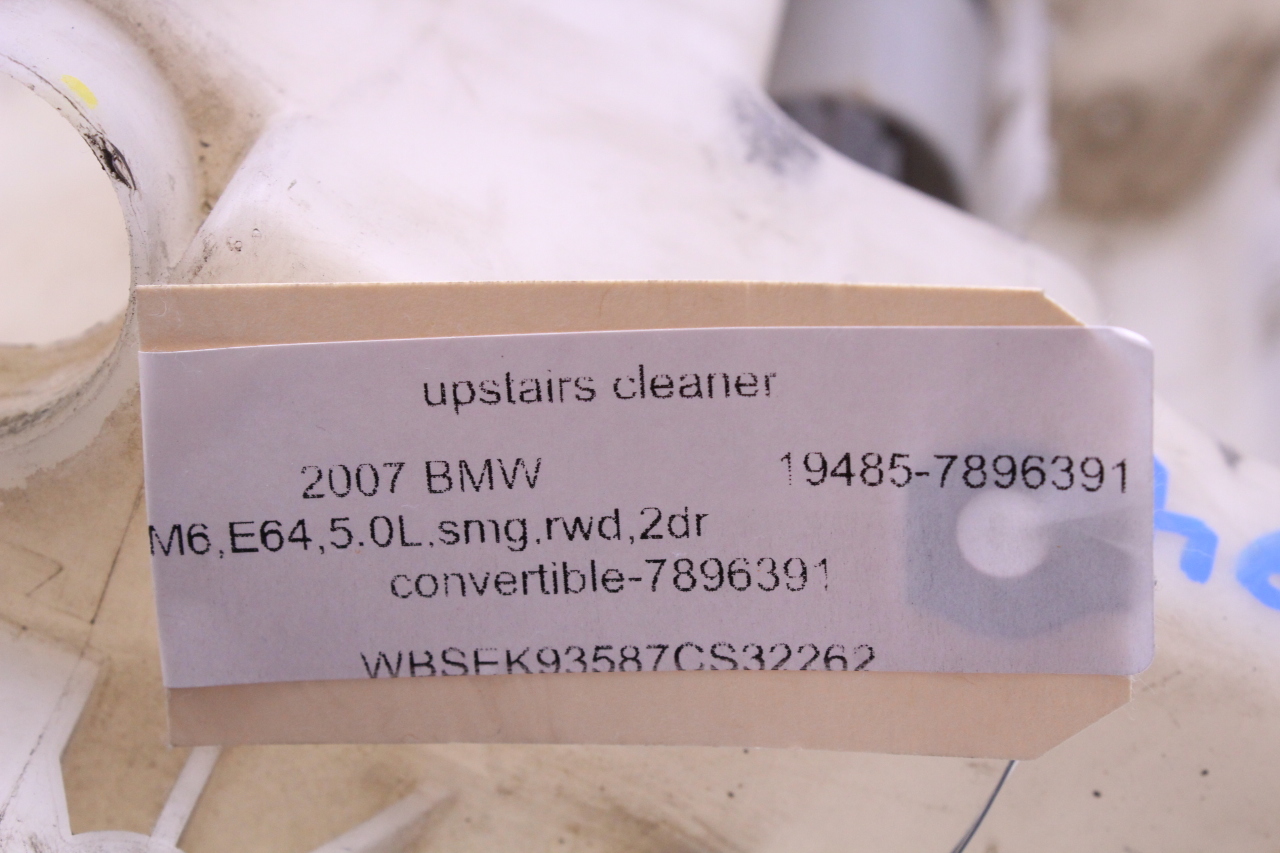 upstairs cleaner
2007 BMW 19485-7896391
M6,E64,5.0L,smg,rwd,2dr
convertible-7896391
WBSEK93587CS32262